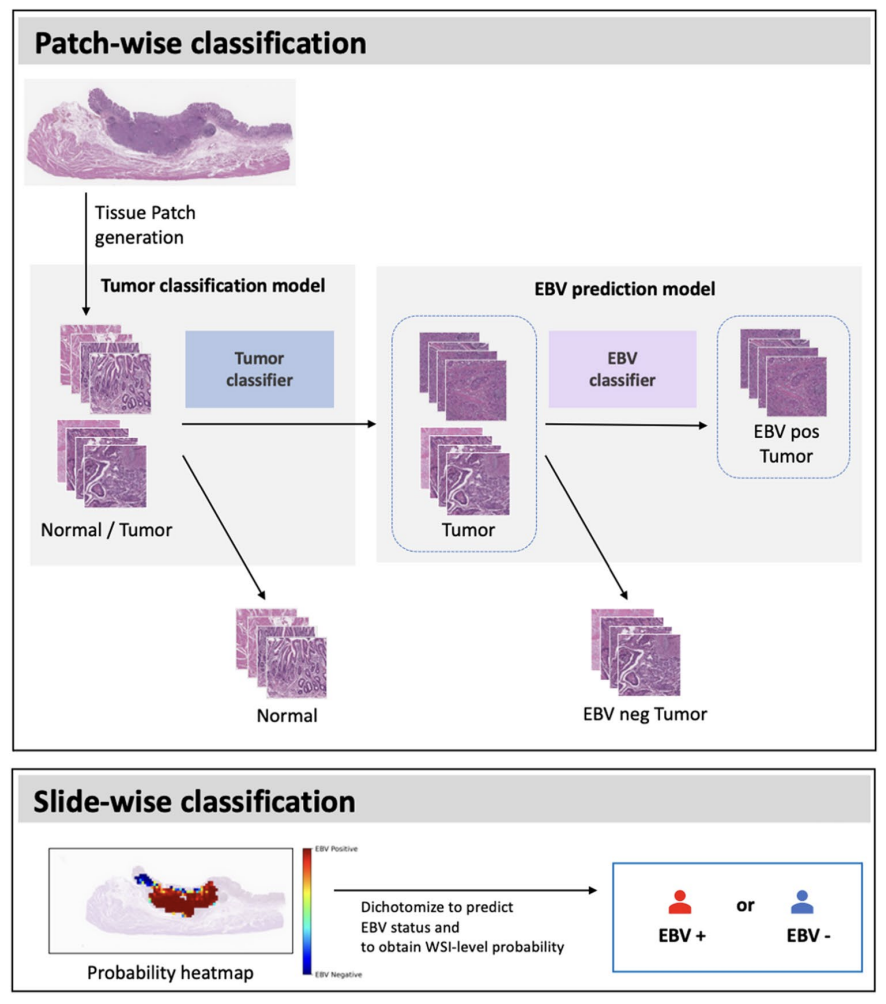 Patch-wise classification
Tissue Patch
generation
Tumor classification model
EBV prediction model
Tumor
classifier
EBV
classifier
EBV pos
Tumor
Normal / Tumor
Tumor
Normal
EBV neg Tumor
Slide-wise classification
EBV Positive
Dichotomize to predict
EBV status and
to obtain WSI-level probability
or
EBV +
EBV -
Probability heatmap
EBV Negative